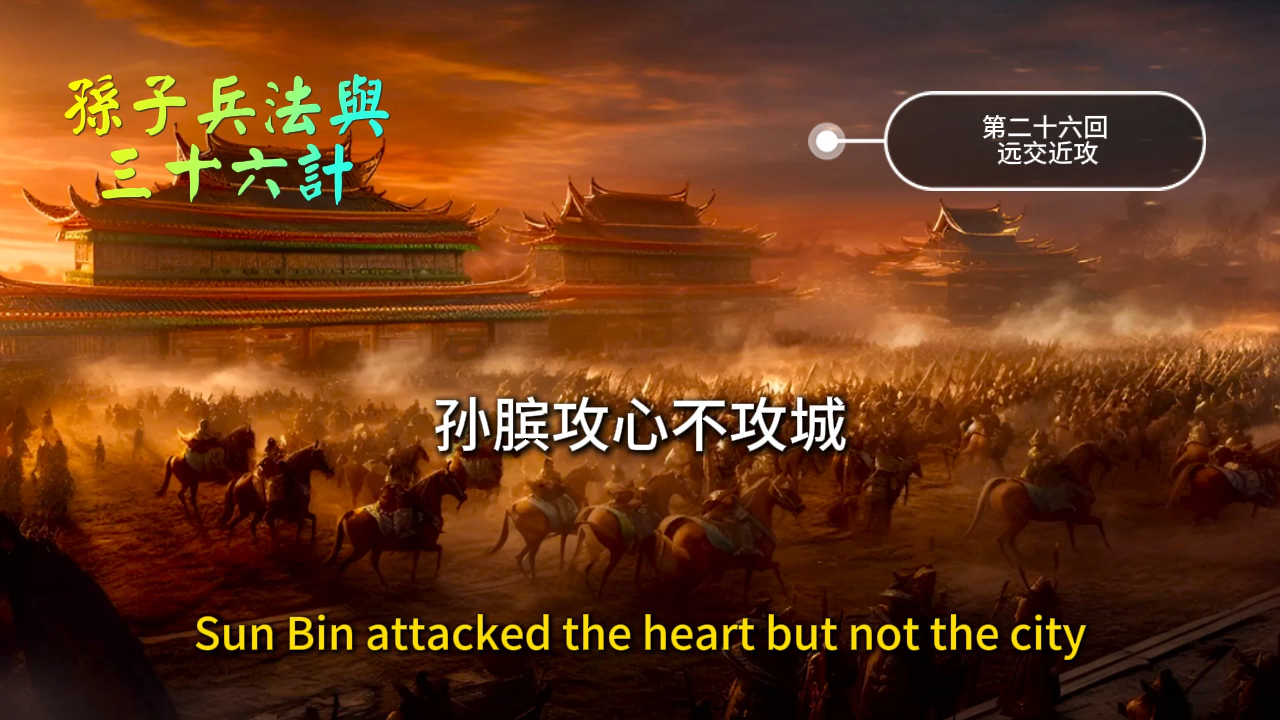 孫子兵法與
三十六計
第二十六回
远交近攻
孙膑攻心不攻城
Sun Bin attacked the heart but not the city